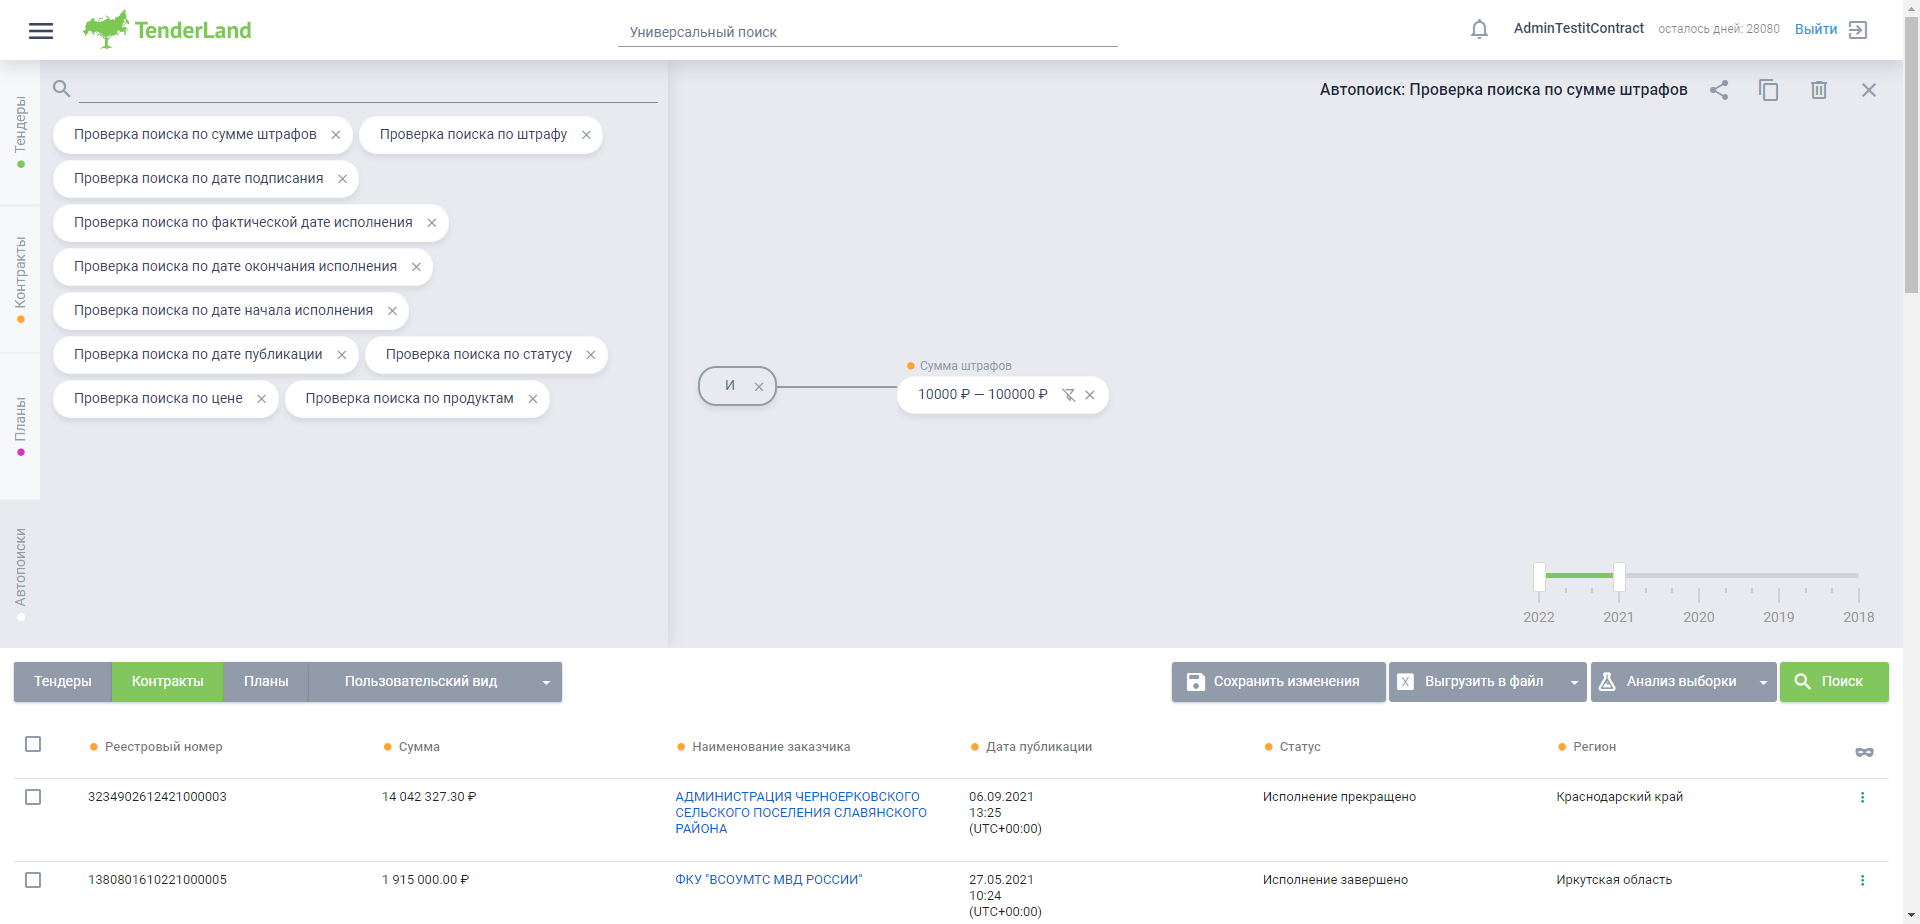 TenderLand
Универсальный поиск
AdminTestitContract
осталось дней: 28080
Выйти
Тендеры
Контракты
Планы
Автопоиски
Проверка поиска по сумме штрафов
Проверка поиска по штрафу
Проверка поиска по дате подписания
Проверка поиска по фактической дате исполнения
Проверка поиска по дате окончания исполнения
Проверка поиска по дате начала исполнения
Проверка поиска по дате публикации
Проверка поиска по статусу
Проверка поиска по цене
Проверка поиска по продуктам
Автопоиск: Проверка поиска по сумме штрафов
И
Сумма штрафов
10000 ₽ — 100000 ₽
2022 2021 2020 2019 2018
Тендеры
Контракты
Планы
Пользовательский вид
Сохранить изменения
X
Выгрузить в файл
Анализ выборки
Поиск
Реестровый номер
Сумма
Наименование заказчика
Дата публикации
Статус
Регион
3234902612421000003
14 042 327.30 ₽
АДМИНИСТРАЦИЯ ЧЕРНОЕРКОВСКОГО
СЕЛЬСКОГО ПОСЕЛЕНИЯ СЛАВЯНСКОГО
РАЙОНА
06.09.2021
13:25
(UTC+00:00)
Исполнение прекращено
Краснодарский край
1380801610221000005
1 915 000.00 ₽
ФКУ "ВСОУМТС МВД РОССИИ"
27.05.2021
10:24
(UTC+00:00)
Исполнение завершено
Иркутская область